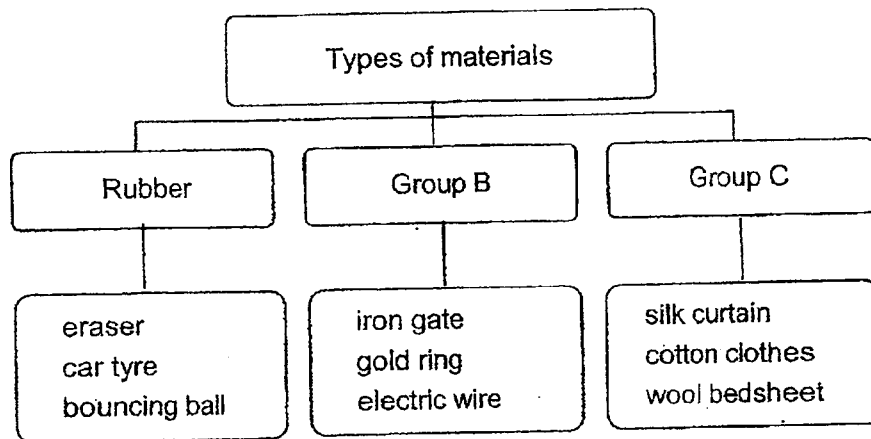 Types of materials
Rubber
Group B
Group C
eraser
car tyre
bouncing ball
iron gate
gold ring
electric wire
silk curtain
cotton clothes
wool bedsheet